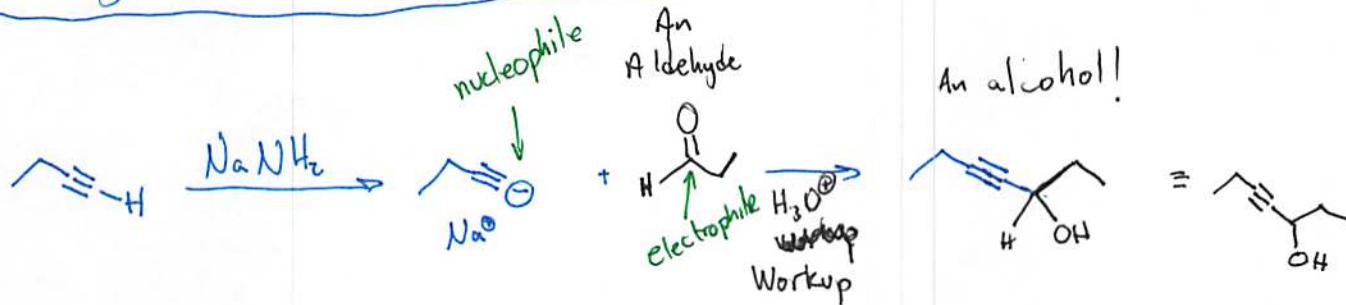 An
Aldehyde
nucleophile
An alcohol!
O
H
NaNH₂
⊖
Na⊕
+
H
electrophile
H₃O⊕
Workup
H
OH
≡
OH